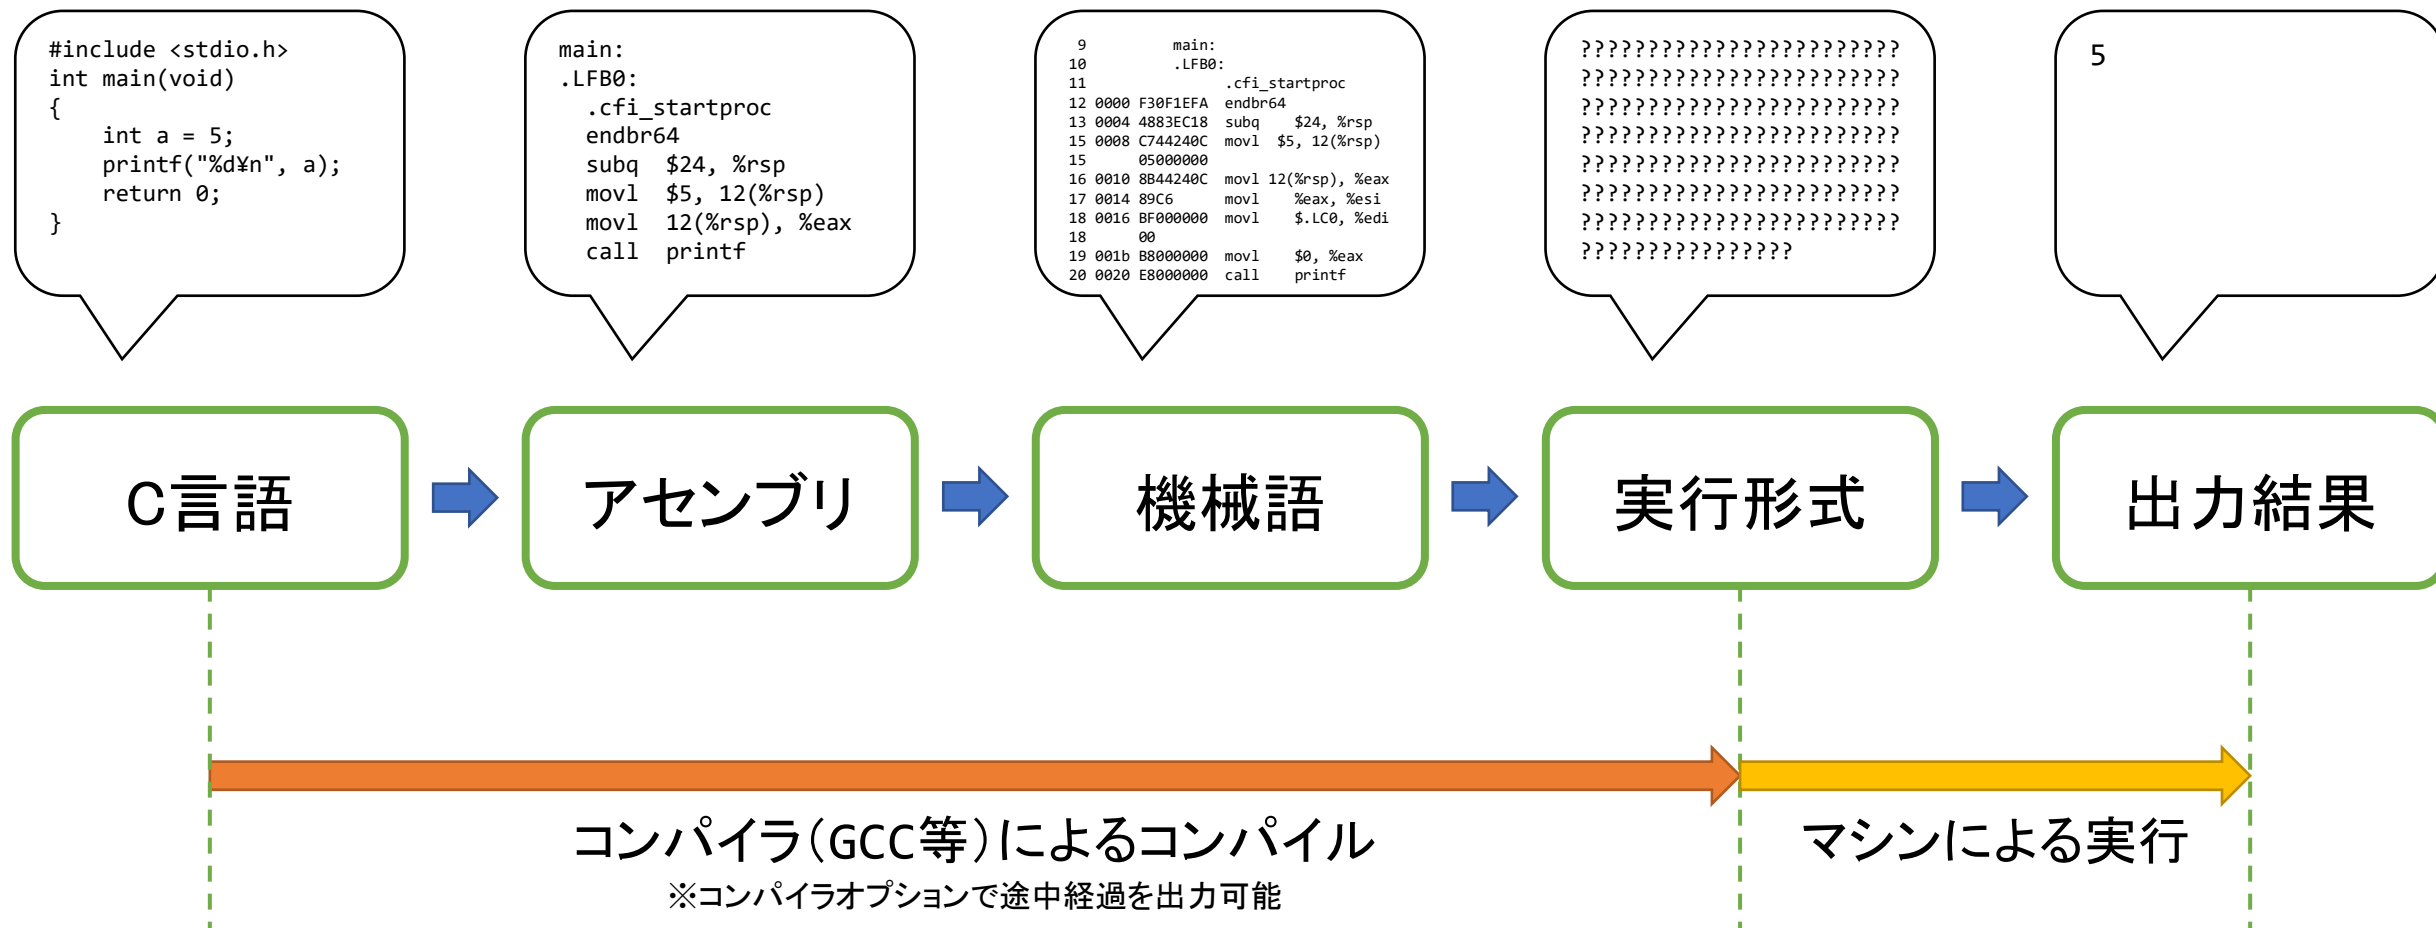 #include <stdio.h>
int main(void)
{
    int a = 5;
    printf("%d¥n", a);
    return 0;
}
main:
.LFB0:
  .cfi_startproc
  endbr64
  subq  $24, %rsp
  movl  $5, 12(%rsp)
  movl  12(%rsp), %eax
  call  printf
9 main:
10 .LFB0:
11 .cfi_startproc
12 0000 F30F1EFA endbr64
13 0004 4883EC18 subq $24, %rsp
15 0008 C744240C movl $5, 12(%rsp)
15 05000000
16 0010 8B44240C movl 12(%rsp), %eax
17 0014 89C6 movl %eax, %esi
18 0016 BF000000 movl $.LC0, %edi
18 00
19 001b B8000000 movl $0, %eax
20 0020 E8000000 call printf
????????????????????????
????????????????????????
????????????????????????
????????????????????????
????????????????????????
????????????????????????
????????????????????????
????????????????
5
C言語
アセンブリ
機械語
実行形式
出力結果
コンパイラ(GCC等)によるコンパイル
※コンパイラオプションで途中経過を出力可能
マシンによる実行